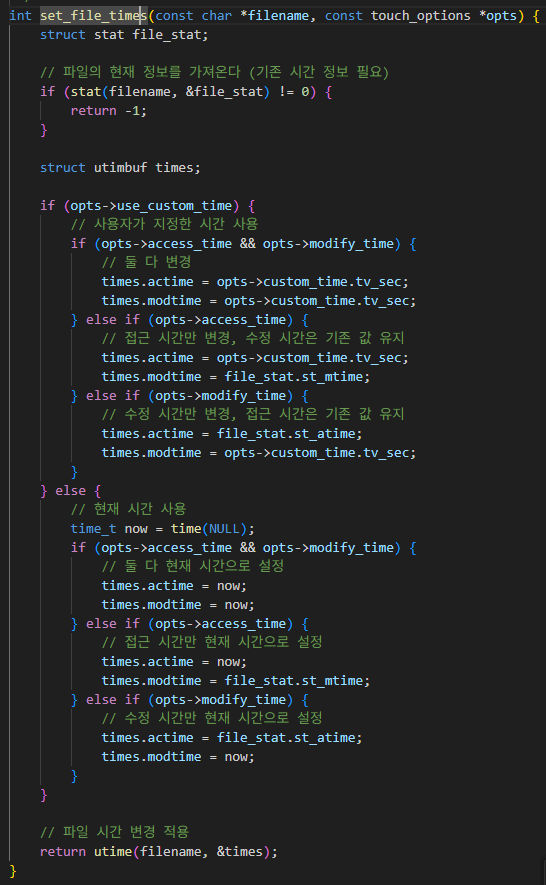 int set_file_times(const char *filename, const touch_options *opts) {
    struct stat file_stat;

    // 파일의 현재 정보를 가져온다 (기존 시간 정보 필요)
    if (stat(filename, &file_stat) != 0) {
        return -1;
    }

    struct utimbuf times;

    if (opts->use_custom_time) {
        // 사용자가 지정한 시간 사용
        if (opts->access_time && opts->modify_time) {
            // 둘 다 변경
            times.actime = opts->custom_time.tv_sec;
            times.modtime = opts->custom_time.tv_sec;
        } else if (opts->access_time) {
            // 접근 시간만 변경, 수정 시간은 기존 값 유지
            times.actime = opts->custom_time.tv_sec;
            times.modtime = file_stat.st_mtime;
        } else if (opts->modify_time) {
            // 수정 시간만 변경, 접근 시간은 기존 값 유지
            times.actime = file_stat.st_atime;
            times.modtime = opts->custom_time.tv_sec;
        }
    } else {
        // 현재 시간 사용
        time_t now = time(NULL);
        if (opts->access_time && opts->modify_time) {
            // 둘 다 현재 시간으로 설정
            times.actime = now;
            times.modtime = now;
        } else if (opts->access_time) {
            // 접근 시간만 현재 시간으로 설정
            times.actime = now;
            times.modtime = file_stat.st_mtime;
        } else if (opts->modify_time) {
            // 수정 시간만 현재 시간으로 설정
            times.actime = file_stat.st_atime;
            times.modtime = now;
        }
    }

    // 파일 시간 변경 적용
    return utime(filename, &times);
}